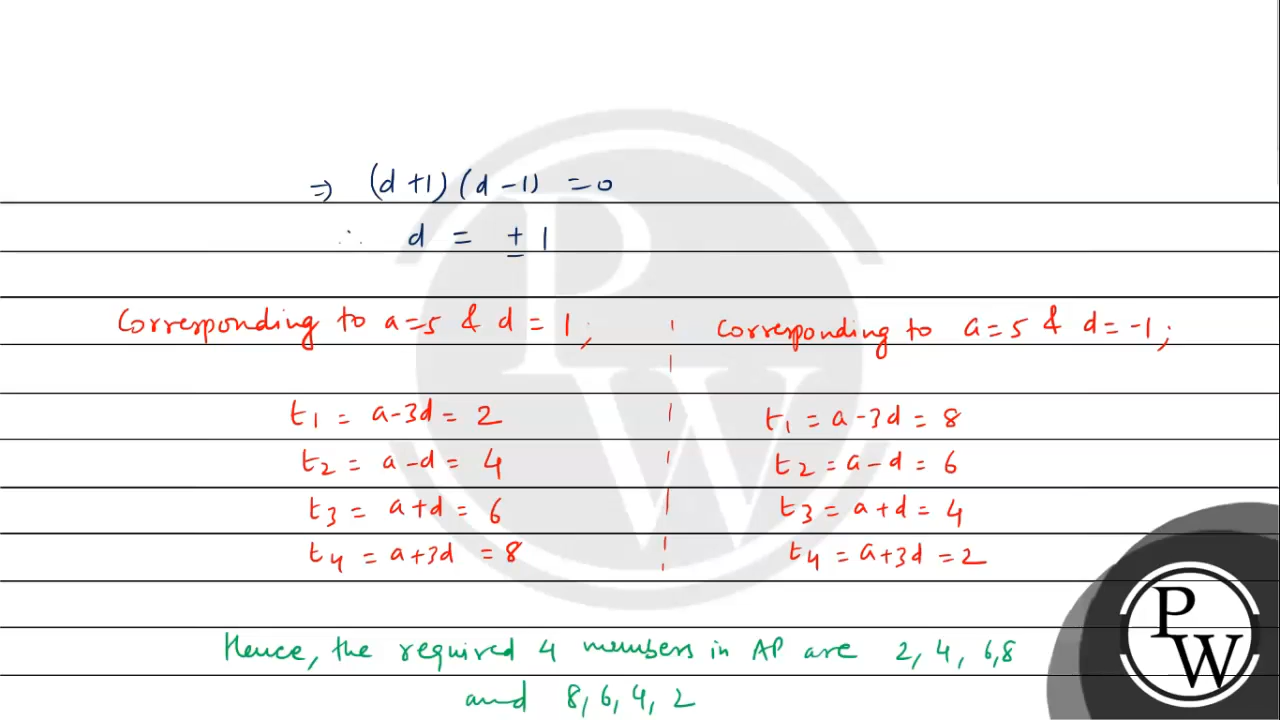 ⇒ (d+1)(d-1) = 0
∴ d = ± 1
Corresponding to a=5 & d = 1;
t1 = a-3d = 2
t2 = a-d = 4
t3 = a+d = 6
t4 = a+3d = 8
Corresponding to a=5 & d=-1;
t1 = a-3d = 8
t2 = a-d = 6
t3 = a+d = 4
t4 = a+3d = 2
Hence, the required 4 members in AP are 2, 4, 6, 8
and 8, 6, 4, 2
P
W
P
W